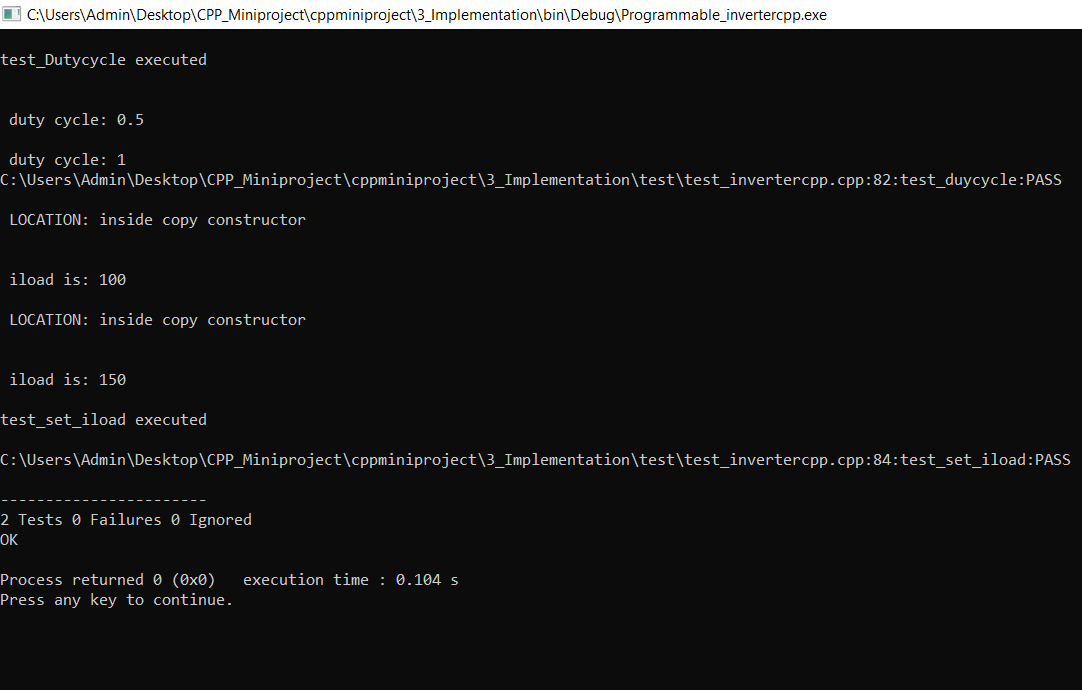 C:\Users\Admin\Desktop\CPP_Miniproject\cppminiproject\3_Implementation\bin\Debug\Programmable_invertercpp.exe
test_Dutycycle executed
duty cycle: 0.5
duty cycle: 1
C:\Users\Admin\Desktop\CPP_Miniproject\cppminiproject\3_Implementation\test\test_invertercpp.cpp:82:test_duycycle:PASS
LOCATION: inside copy constructor
iload is: 100
LOCATION: inside copy constructor
iload is: 150
test_set_iload executed
C:\Users\Admin\Desktop\CPP_Miniproject\cppminiproject\3_Implementation\test\test_invertercpp.cpp:84:test_set_iload:PASS
-----------------------
2 Tests 0 Failures 0 Ignored
OK
Process returned 0 (0x0)   execution time : 0.104 s
Press any key to continue.